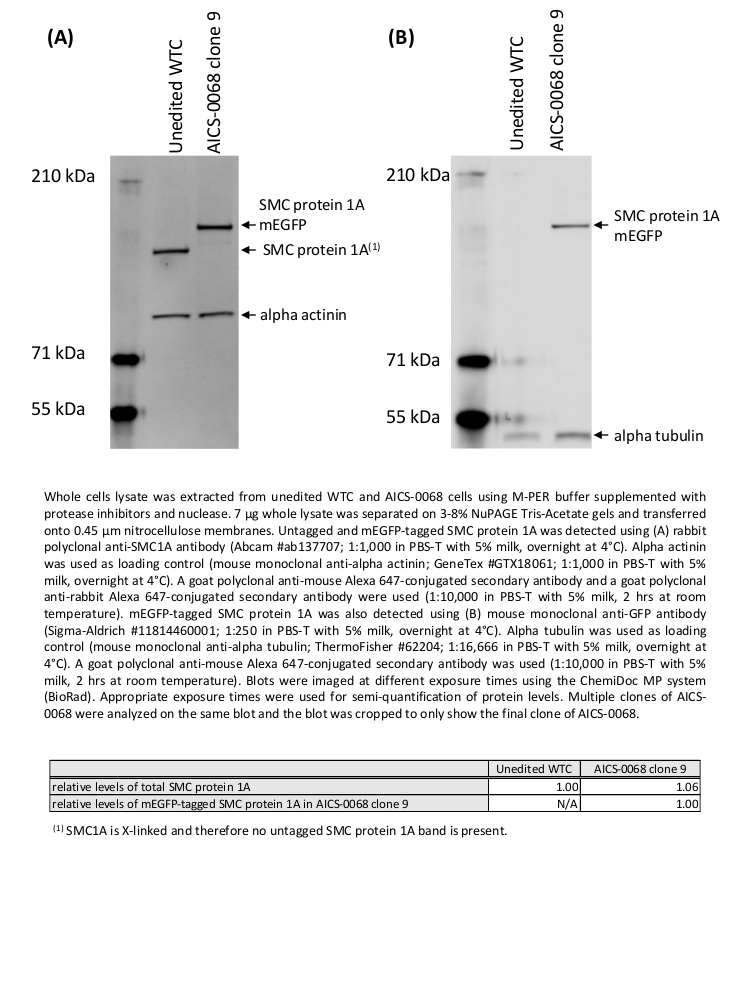 (A)
Unedited WTC
AICS-0068 clone 9
210 kDa
SMC protein 1A
mEGFP
SMC protein 1A(1)
alpha actinin
71 kDa
55 kDa
(B)
Unedited WTC
AICS-0068 clone 9
210 kDa
SMC protein 1A
mEGFP
71 kDa
55 kDa
alpha tubulin
Whole cells lysate was extracted from unedited WTC and AICS-0068 cells using M-PER buffer supplemented with
protease inhibitors and nuclease. 7 µg whole lysate was separated on 3-8% NuPAGE Tris-Acetate gels and transferred
onto 0.45 µm nitrocellulose membranes. Untagged and mEGFP-tagged SMC protein 1A was detected using (A) rabbit
polyclonal anti-SMC1A antibody (Abcam #ab137707; 1:1,000 in PBS-T with 5% milk, overnight at 4°C). Alpha actinin
was used as loading control (mouse monoclonal anti-alpha actinin; GeneTex #GTX18061; 1:1,000 in PBS-T with 5%
milk, overnight at 4°C). A goat polyclonal anti-mouse Alexa 647-conjugated secondary antibody and a goat polyclonal
anti-rabbit Alexa 647-conjugated secondary antibody were used (1:10,000 in PBS-T with 5% milk, 2 hrs at room
temperature). mEGFP-tagged SMC protein 1A was also detected using (B) mouse monoclonal anti-GFP antibody
(Sigma-Aldrich #11814460001; 1:250 in PBS-T with 5% milk, overnight at 4°C). Alpha tubulin was used as loading
control (mouse monoclonal anti-alpha tubulin; ThermoFisher #62204; 1:16,666 in PBS-T with 5% milk, overnight at
4°C). A goat polyclonal anti-mouse Alexa 647-conjugated secondary antibody was used (1:10,000 in PBS-T with 5%
milk, 2 hrs at room temperature). Blots were imaged at different exposure times using the ChemiDoc MP system
(BioRad). Appropriate exposure times were used for semi-quantification of protein levels. Multiple clones of AICS-
0068 were analyzed on the same blot and the blot was cropped to only show the final clone of AICS-0068.
Unedited WTC AICS-0068 clone 9
relative levels of total SMC protein 1A 1.00 1.06
relative levels of mEGFP-tagged SMC protein 1A in AICS-0068 clone 9 N/A 1.00
(1) SMC1A is X-linked and therefore no untagged SMC protein 1A band is present.